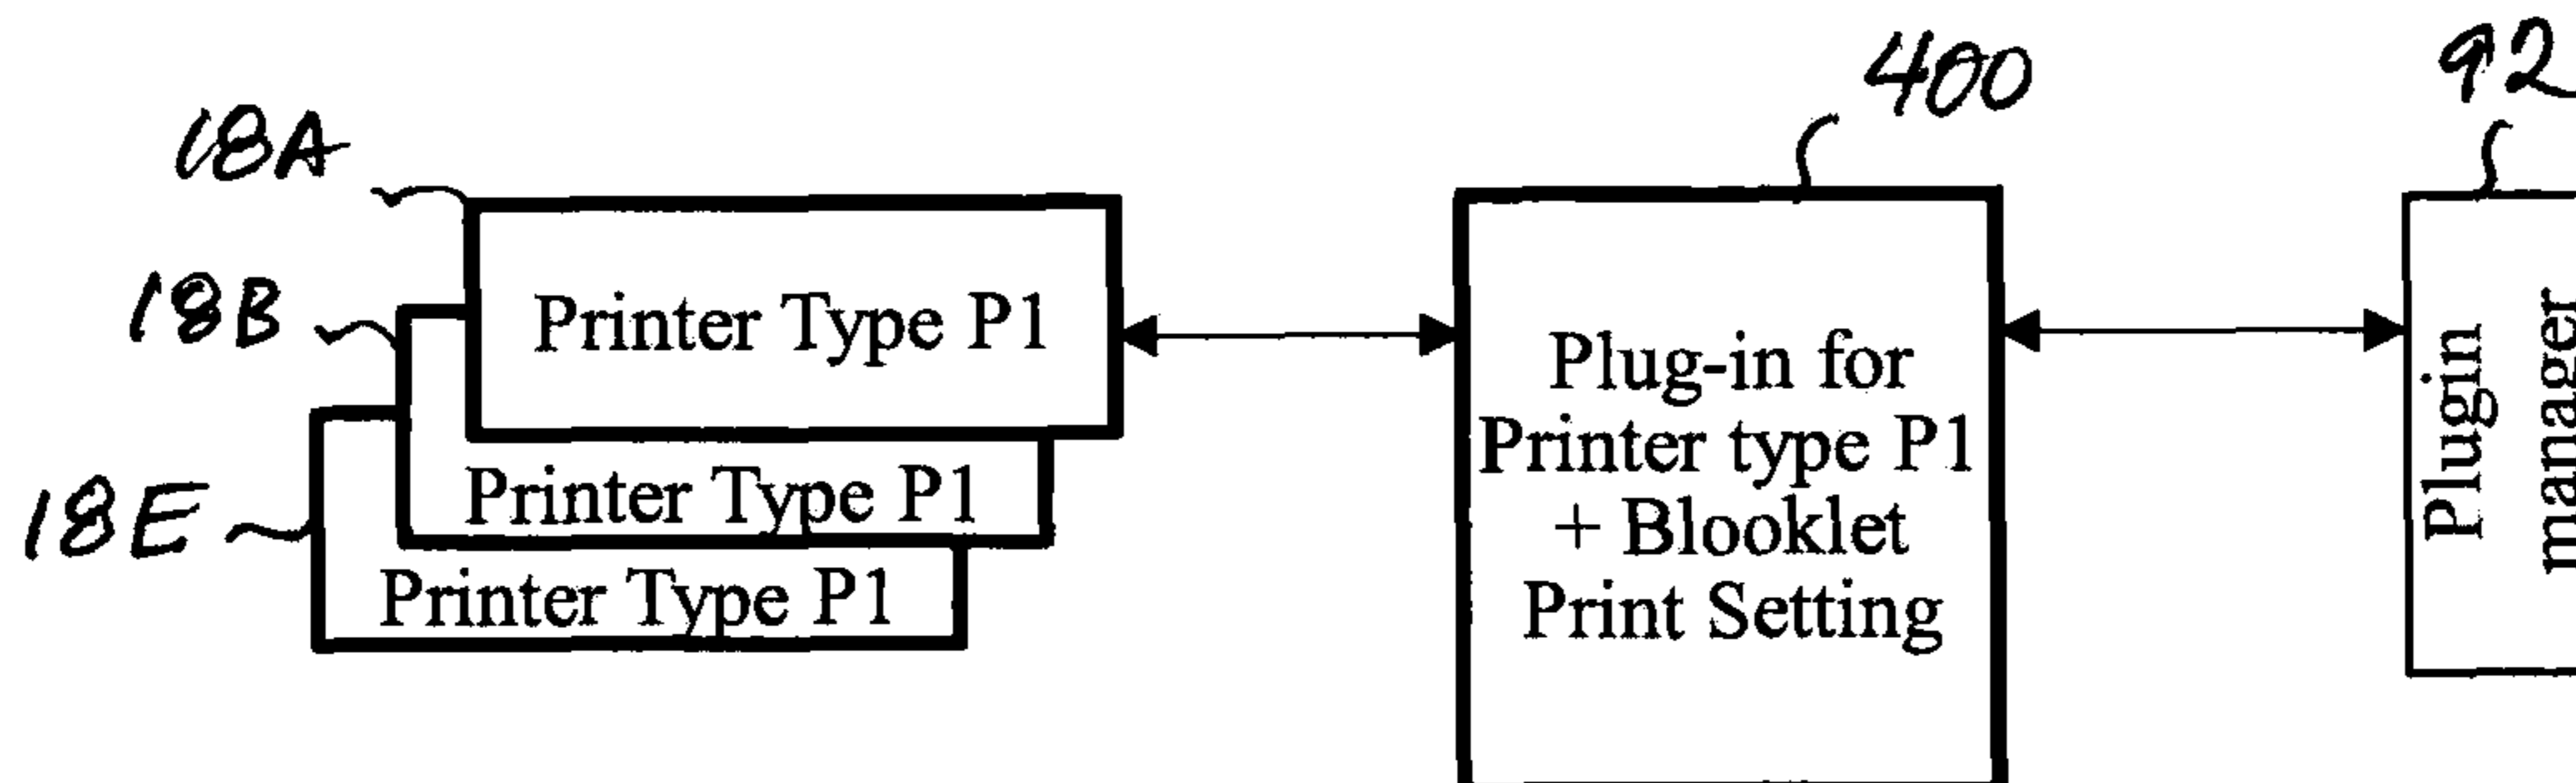 18A
400
92
Printer Type P1
18B
Printer Type P1
18E
Printer Type P1
Plug-in for
Printer type P1
+ Blooklet
Print Setting
Plugin
manager